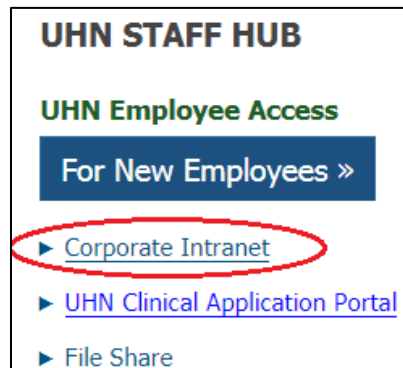 UHN STAFF HUB
UHN Employee Access
For New Employees »
► Corporate Intranet
► UHN Clinical Application Portal
► File Share